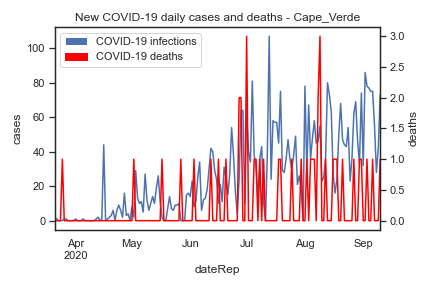 New COVID-19 daily cases and deaths - Cape_Verde
COVID-19 infections
COVID-19 deaths
cases
100
80
60
40
20
0
deaths
3.0
2.5
2.0
1.5
1.0
0.5
0.0
Apr
2020
May
Jun
Jul
Aug
Sep
dateRep